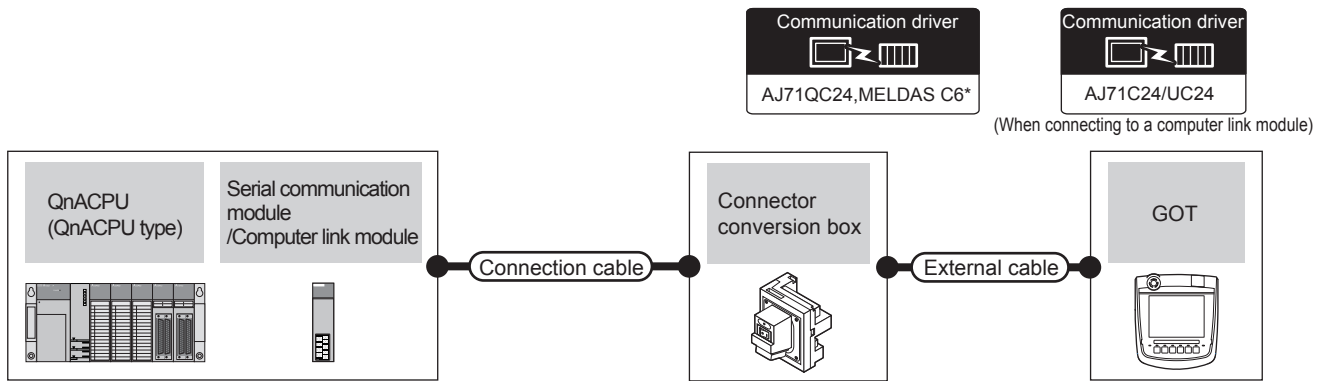 Communication driver
AJ71QC24,MELDAS C6*
Communication driver
AJ71C24/UC24
(When connecting to a computer link module)
QnACPU
(QnACPU type)
Serial communication
module
/Computer link module
Connection cable
Connector
conversion box
External cable
GOT